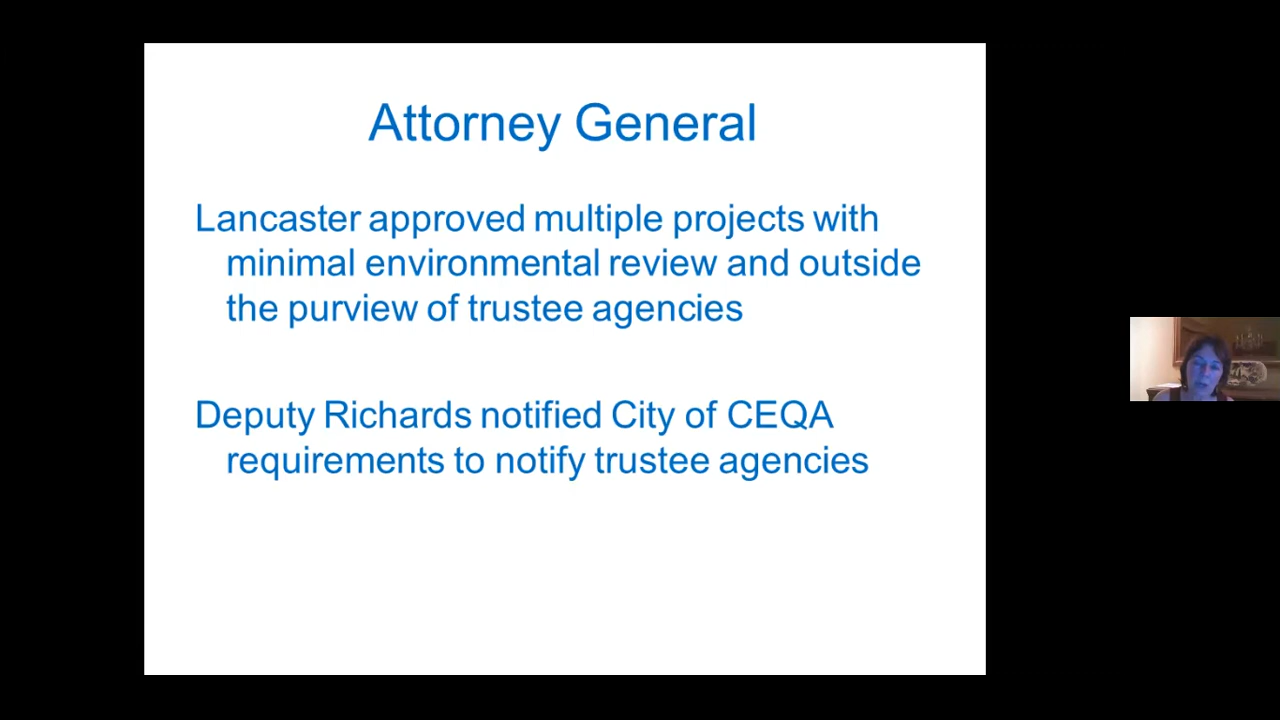 Attorney General
Lancaster approved multiple projects with
minimal environmental review and outside
the purview of trustee agencies
Deputy Richards notified City of CEQA
requirements to notify trustee agencies